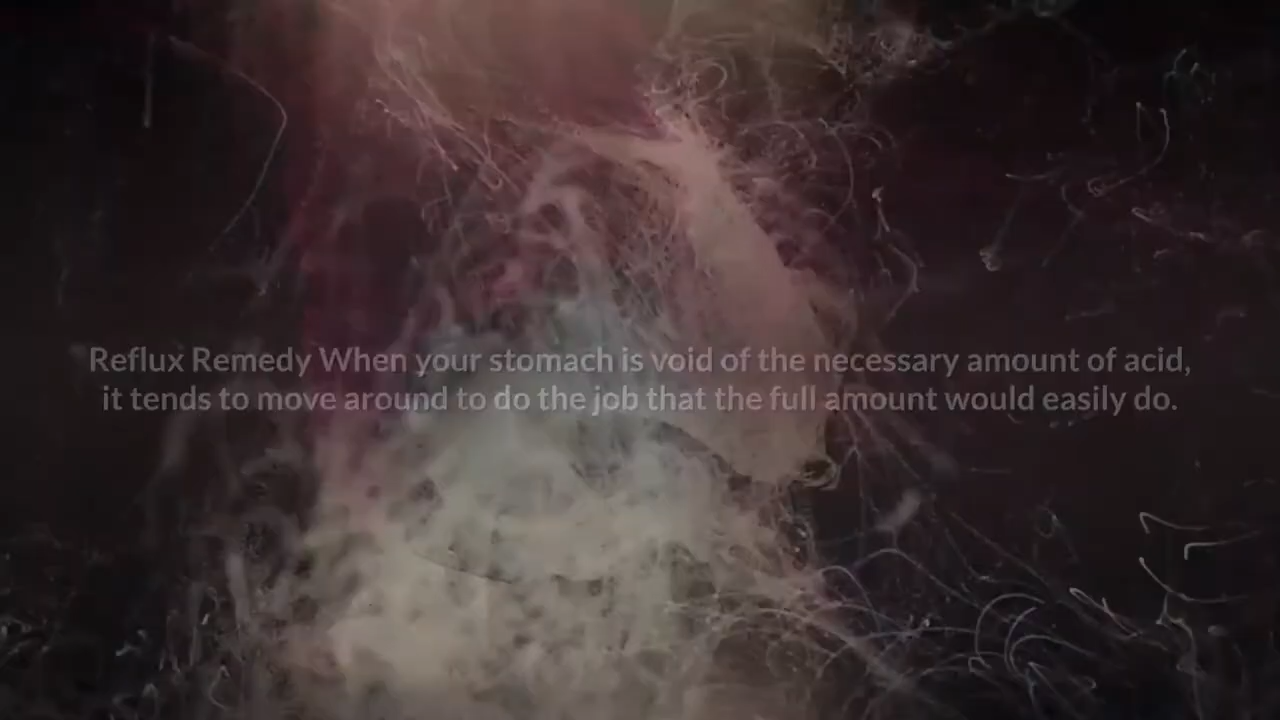 Reflux Remedy When your stomach is void of the necessary amount of acid,
it tends to move around to do the job that the full amount would easily do.